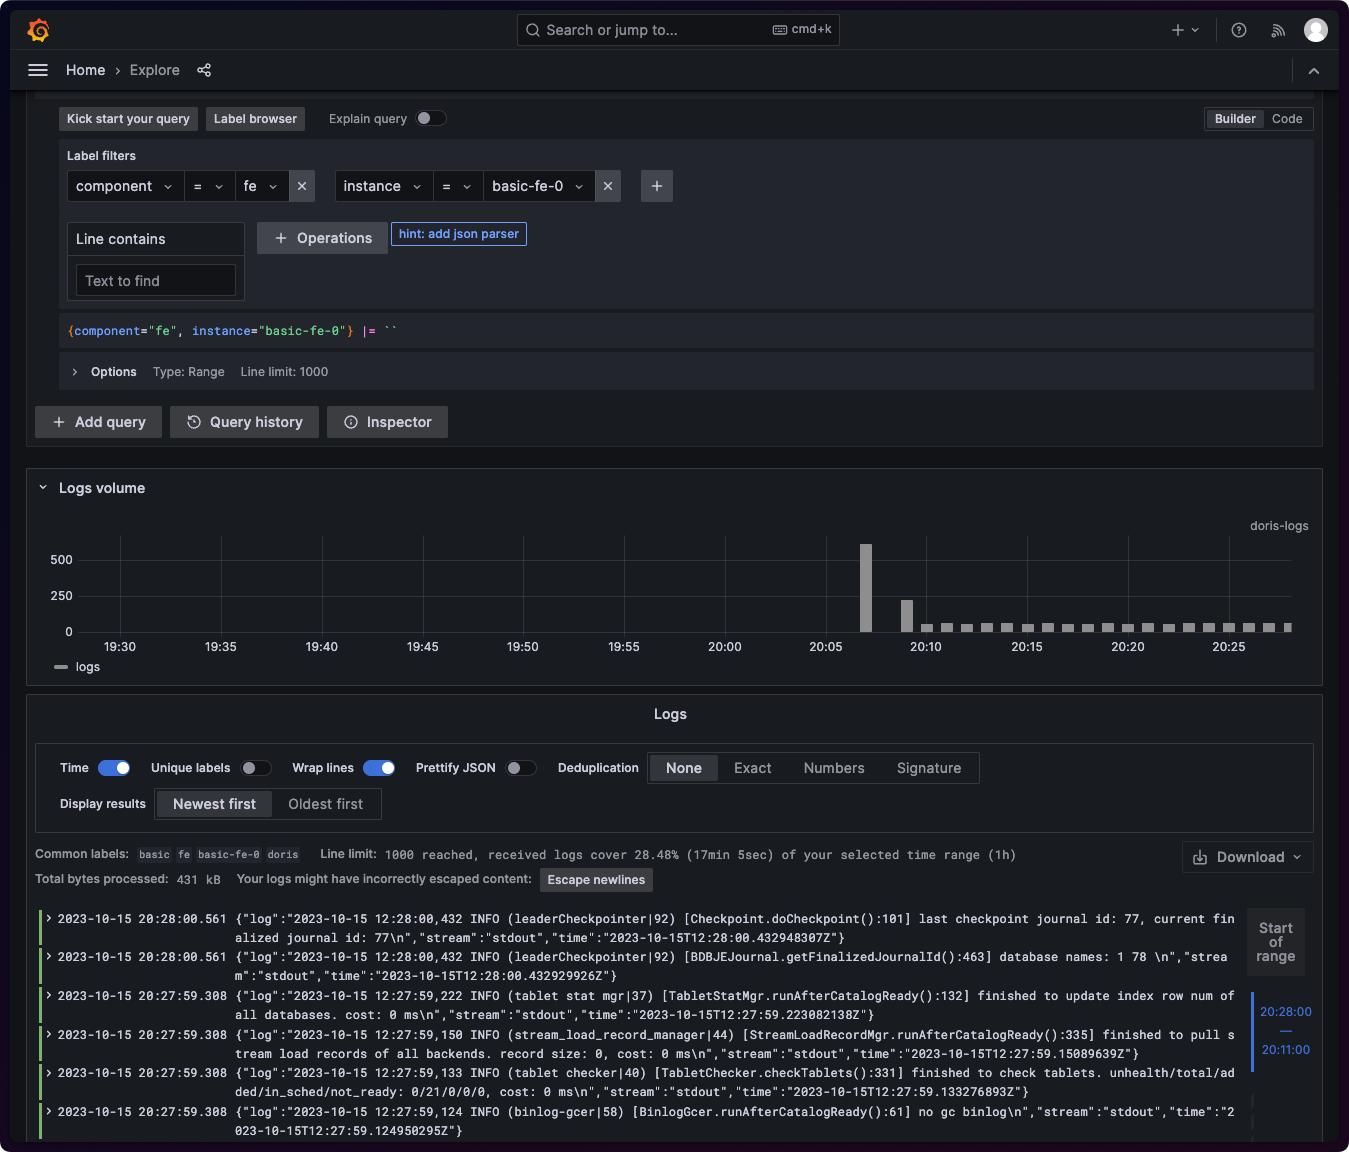 Search or jump to... cmd+k
Home › Explore
Kick start your query Label browser Explain query Builder Code
Label filters
component = fe instance = basic-fe-0
Line contains Operations hint: add json parser
Text to find
{component="fe", instance="basic-fe-0"} |= ``
Options Type: Range Line limit: 1000
Add query Query history Inspector
Logs volume
doris-logs
500
250
0
19:30 19:35 19:40 19:45 19:50 19:55 20:00 20:05 20:10 20:15 20:20 20:25
logs
Logs
Time Unique labels Wrap lines Prettify JSON Deduplication None Exact Numbers Signature
Display results Newest first Oldest first
Common labels: basic fe basic-fe-0 doris Line limit: 1000 reached, received logs cover 28.48% (17min 5sec) of your selected time range (1h) Download
Total bytes processed: 431 kB Your logs might have incorrectly escaped content: Escape newlines
2023-10-15 20:28:00.561 {"log":"2023-10-15 12:28:00,432 INFO (leaderCheckpointer|92) [Checkpoint.doCheckpoint():101] last checkpoint journal id: 77, current fin
alized journal id: 77\n","stream":"stdout","time":"2023-10-15T12:28:00.432948307Z"}
2023-10-15 20:28:00.561 {"log":"2023-10-15 12:28:00,432 INFO (leaderCheckpointer|92) [BDBJEJournal.getFinalizedJournalId():463] database names: 1 78 \n","strea
m":"stdout","time":"2023-10-15T12:28:00.432929926Z"}
2023-10-15 20:27:59.308 {"log":"2023-10-15 12:27:59,222 INFO (tablet stat mgr|37) [TabletStatMgr.runAfterCatalogReady():132] finished to update index row num of
all databases. cost: 0 ms\n","stream":"stdout","time":"2023-10-15T12:27:59.223082138Z"}
2023-10-15 20:27:59.308 {"log":"2023-10-15 12:27:59,150 INFO (stream_load_record_manager|44) [StreamLoadRecordMgr.runAfterCatalogReady():335] finished to pull s
tream load records of all backends. record size: 0, cost: 0 ms\n","stream":"stdout","time":"2023-10-15T12:27:59.15089639Z"}
2023-10-15 20:27:59.308 {"log":"2023-10-15 12:27:59,133 INFO (tablet checker|40) [TabletChecker.checkTablets():331] finished to check tablets. unhealth/total/ad
ded/in_sched/not_ready: 0/21/0/0/0, cost: 0 ms\n","stream":"stdout","time":"2023-10-15T12:27:59.133276893Z"}
2023-10-15 20:27:59.308 {"log":"2023-10-15 12:27:59,124 INFO (binlog-gcer|58) [BinlogGcer.runAfterCatalogReady():61] no gc binlog\n","stream":"stdout","time":"2
023-10-15T12:27:59.124950295Z"}
Start
of
range
20:28:00
—
20:11:00